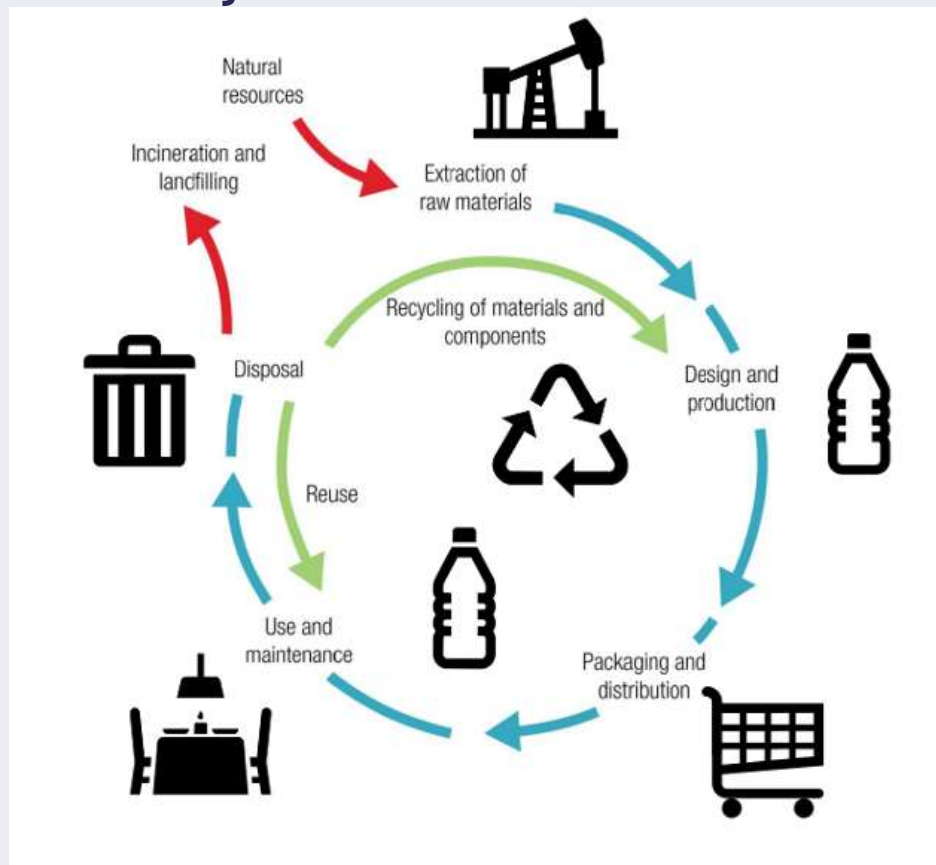 Natural
resources
Incineration and
landfilling
Extraction of
raw materials
Recycling of materials and
components
Disposal
Design and
production
Reuse
Use and
maintenance
Packaging and
distribution